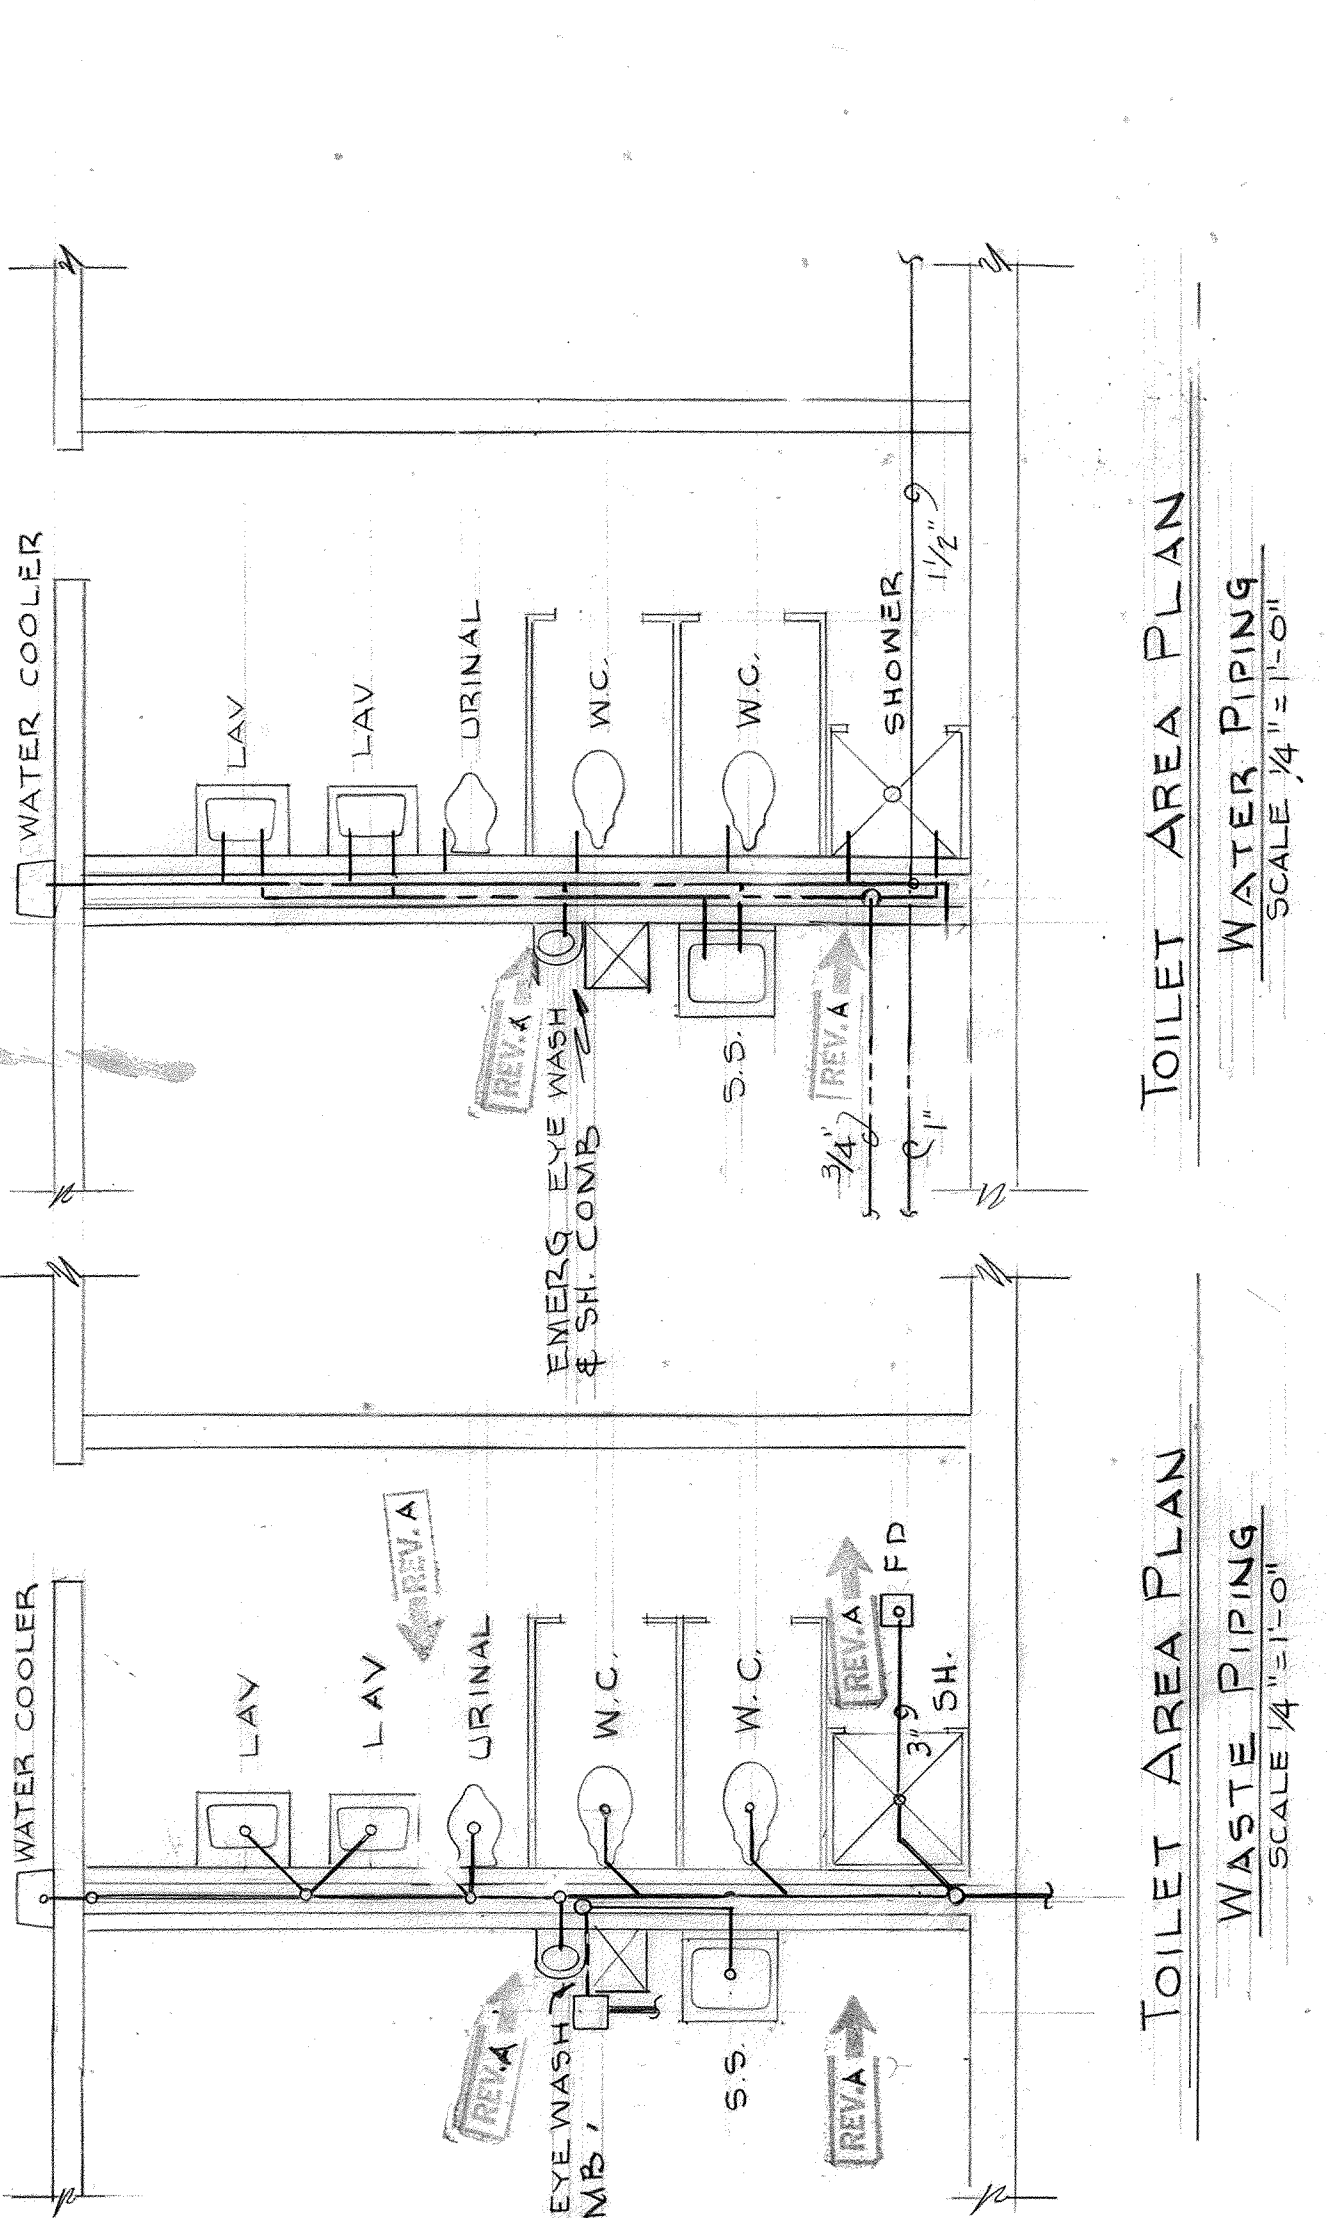 WATER COOLER
LAV
LAV
URINAL
W.C.
W.C.
SHOWER
1 1/2"
REV. A
EMERG EYE WASH
& SH. COMB
S.S.
REV. A
3/4"
1"
TOILET AREA PLAN
WATER PIPING
SCALE 1/4" = 1'-0"
WATER COOLER
LAV
LAV
REV. A
URINAL
W.C.
W.C.
REV. A
FD
SH.
3"
REV. A
EYE WASH
MB.
S.S.
REV. A
TOILET AREA PLAN
WASTE PIPING
SCALE 1/4" = 1'-0"